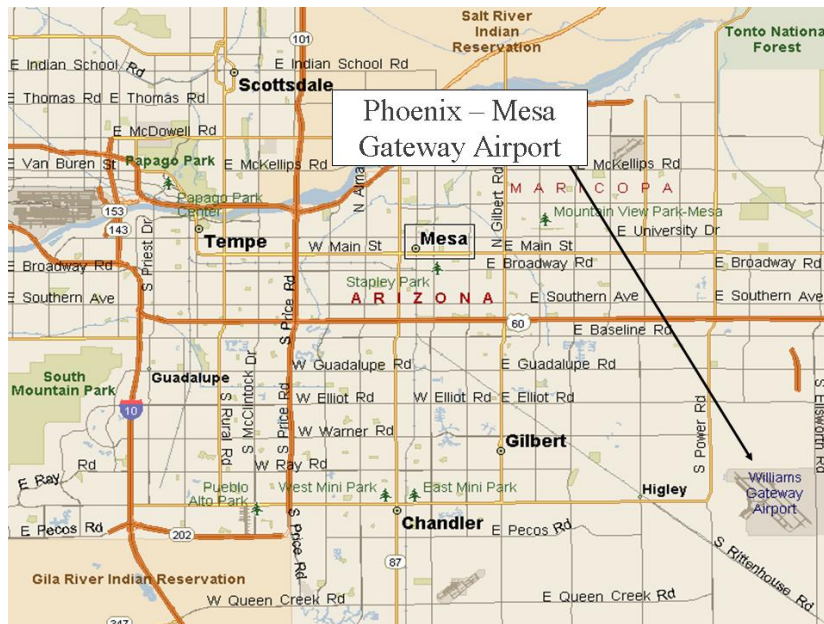 Salt River
Indian
Reservation
Tonto National
Forest
101
E Indian School Rd
E Indian School Rd
Scottsdale
E Thomas Rd
E Thomas Rd
Phoenix – Mesa
Gateway Airport
E McDowell Rd
E Van Buren St
Papago Park
E McKellips Rd
E McKellips Rd
N Alma
N Gilbert Rd
MARICOPA
Papago Park
Center
153
143
Mountain View Park-Mesa
S Priest Dr
Tempe
W Main St
Mesa
E Main St
E University Dr
E Broadway Rd
E Broadway Rd
E Broadway Rd
S Price Rd
Stapley Park
E Southern Ave
ARIZONA
E Southern Ave
E Southern Ave
60
E Baseline Rd
South
Mountain Park
Guadalupe
W Guadalupe Rd
E Guadalupe Rd
10
S Rural Rd
S McClintock Dr
S Price Rd
W Elliot Rd
W Elliot Rd
E Elliot Rd
W Warner Rd
Gilbert
S Power Rd
S Ellsworth Rd
E Ray Rd
W Ray Rd
Pueblo
Alto Park
West Mini Park
East Mini Park
Higley
Williams
Gateway
Airport
E Pecos Rd
202
S Price Rd
Chandler
E Pecos Rd
S Rittenhouse Rd
87
Gila River Indian Reservation
W Queen Creek Rd
E Queen Creek Rd
347